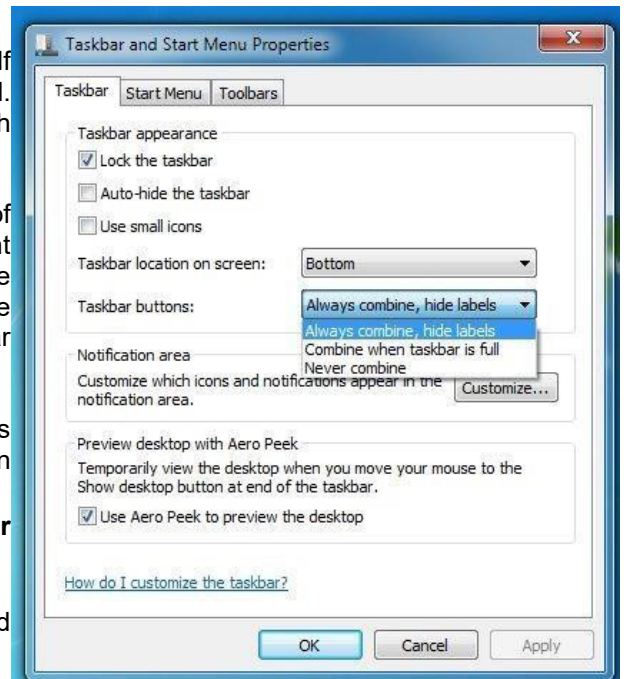 Taskbar and Start Menu Properties
If
Taskbar Start Menu Toolbars
Taskbar appearance
Lock the taskbar
Auto-hide the taskbar
of
Use small icons
Taskbar location on screen: Bottom
e
e
Taskbar buttons: Always combine, hide labels
Always combine, hide labels
Combine when taskbar is full
Never combine
Notification area
Customize which icons and notifications appear in the
notification area.
Customize...
s
n
Preview desktop with Aero Peek
Temporarily view the desktop when you move your mouse to the
Show desktop button at end of the taskbar.
r
Use Aero Peek to preview the desktop
How do I customize the taskbar?
d
OK Cancel Apply